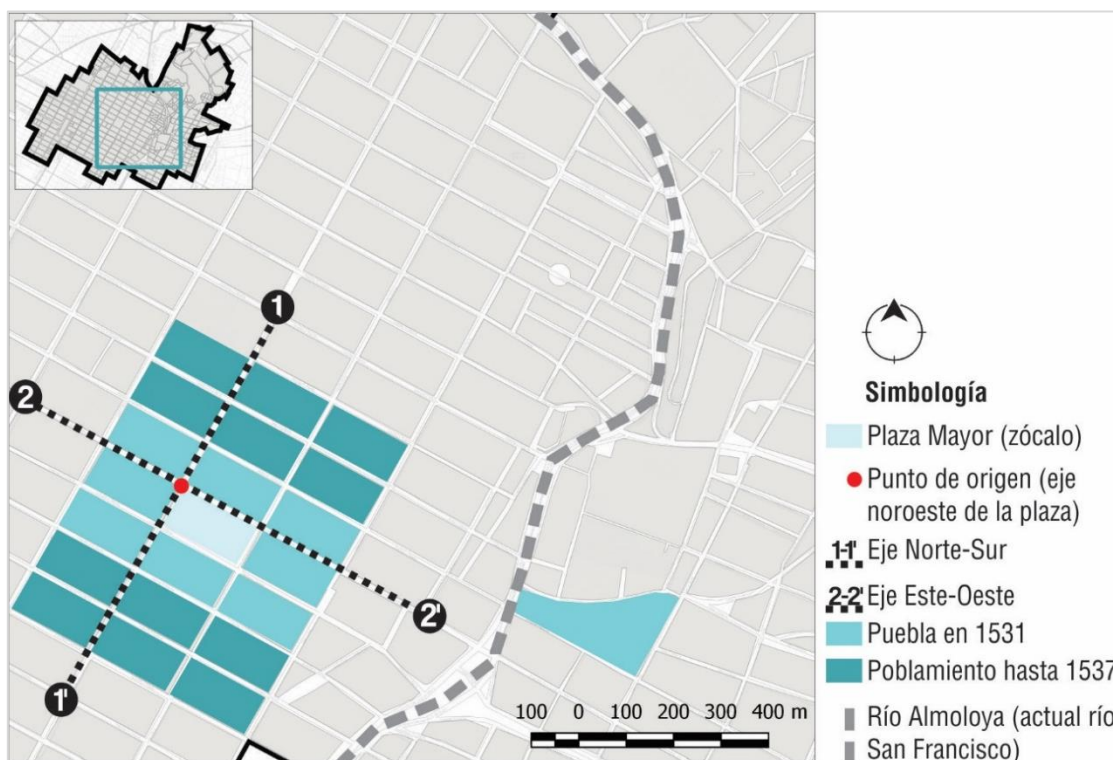 1
2
2'
1'
100 0 100 200 300 400 m
Simbología
Plaza Mayor (zócalo)
Punto de origen (eje
noroeste de la plaza)
1-1' Eje Norte-Sur
2-2' Eje Este-Oeste
Puebla en 1531
Poblamiento hasta 1537
Río Almoloya (actual río
San Francisco)